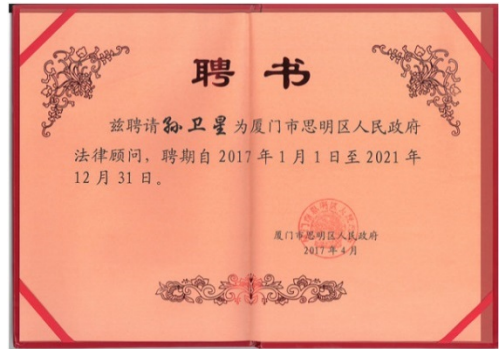 聘书
兹聘请孙卫星为厦门市思明区人民政府
法律顾问，聘期自2017年1月1日至2021年
12月31日。
厦门市思明区人民政府
2017年4月